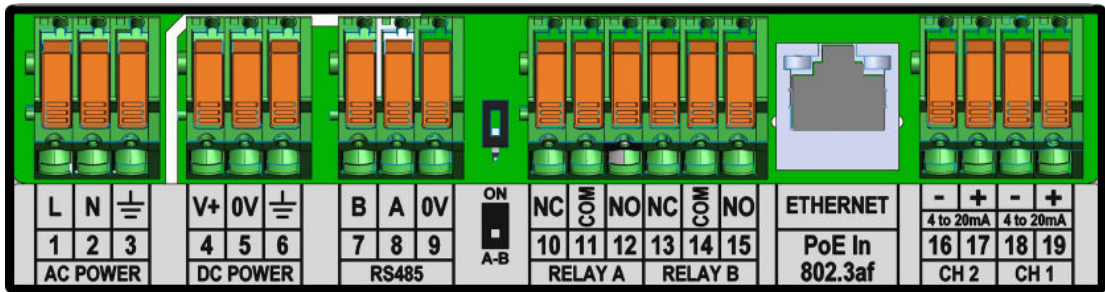 L N
1 2 3
AC POWER
V+ 0V
4 5 6
DC POWER
B A 0V
7 8 9
RS485
ON
A-B
NC COM NO NC COM NO
10 11 12 13 14 15
RELAY A RELAY B
ETHERNET
PoE In
802.3af
- + - +
4 to 20mA 4 to 20mA
16 17 18 19
CH 2 CH 1